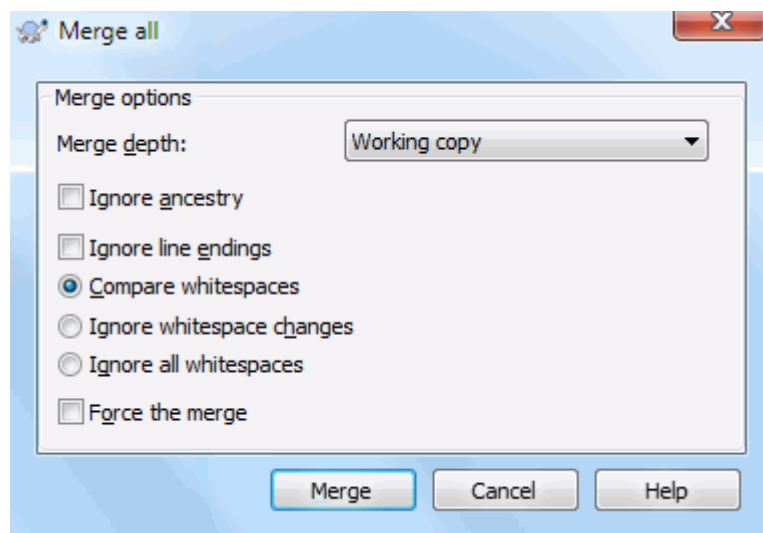 Merge all
Merge options
Merge depth: Working copy
Ignore ancestry
Ignore line endings
Compare whitespaces
Ignore whitespace changes
Ignore all whitespaces
Force the merge
Merge Cancel Help